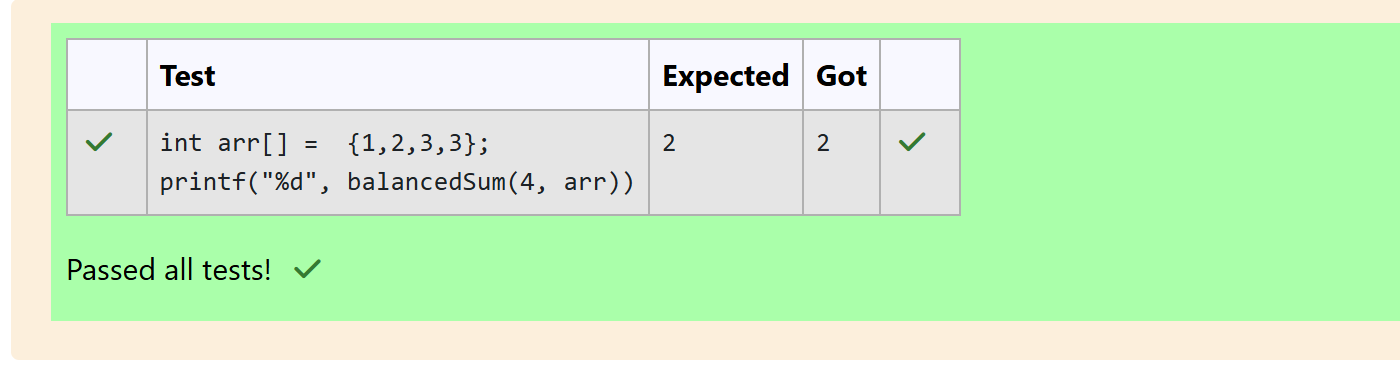 Test Expected Got
int arr[] =  {1,2,3,3}; 2 2
printf("%d", balancedSum(4, arr))
Passed all tests!